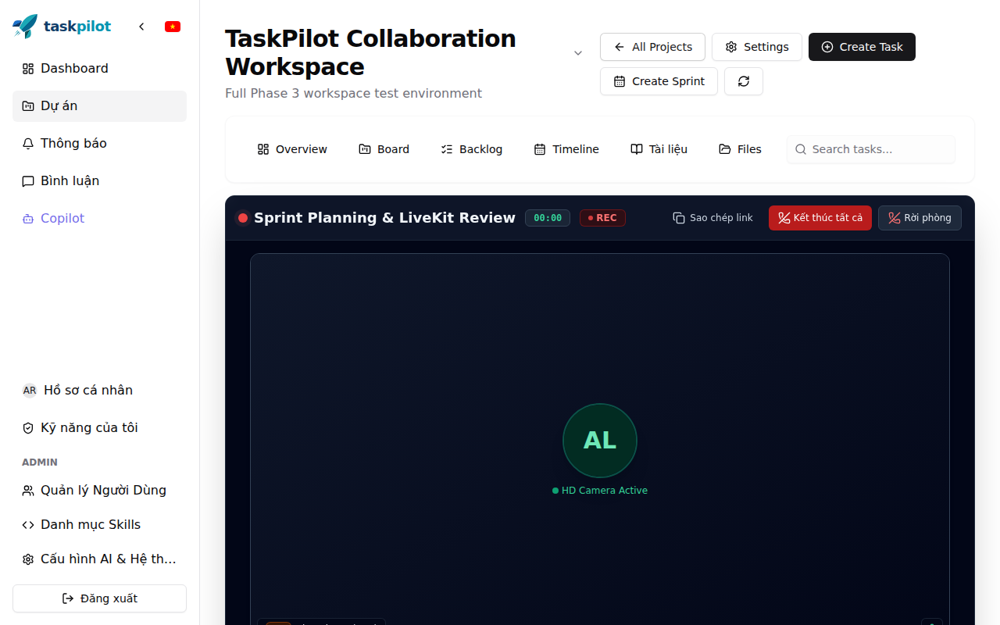 taskpilot
Dashboard
Dự án
Thông báo
Bình luận
Copilot
AR Hồ sơ cá nhân
Kỹ năng của tôi
ADMIN
Quản lý Người Dùng
Danh mục Skills
Cấu hình AI & Hệ th...
Đăng xuất
TaskPilot Collaboration
Workspace
Full Phase 3 workspace test environment
All Projects
Settings
Create Task
Create Sprint
Overview
Board
Backlog
Timeline
Tài liệu
Files
Search tasks...
Sprint Planning & LiveKit Review
00:00
REC
Sao chép link
Kết thúc tất cả
Rời phòng
AL
HD Camera Active